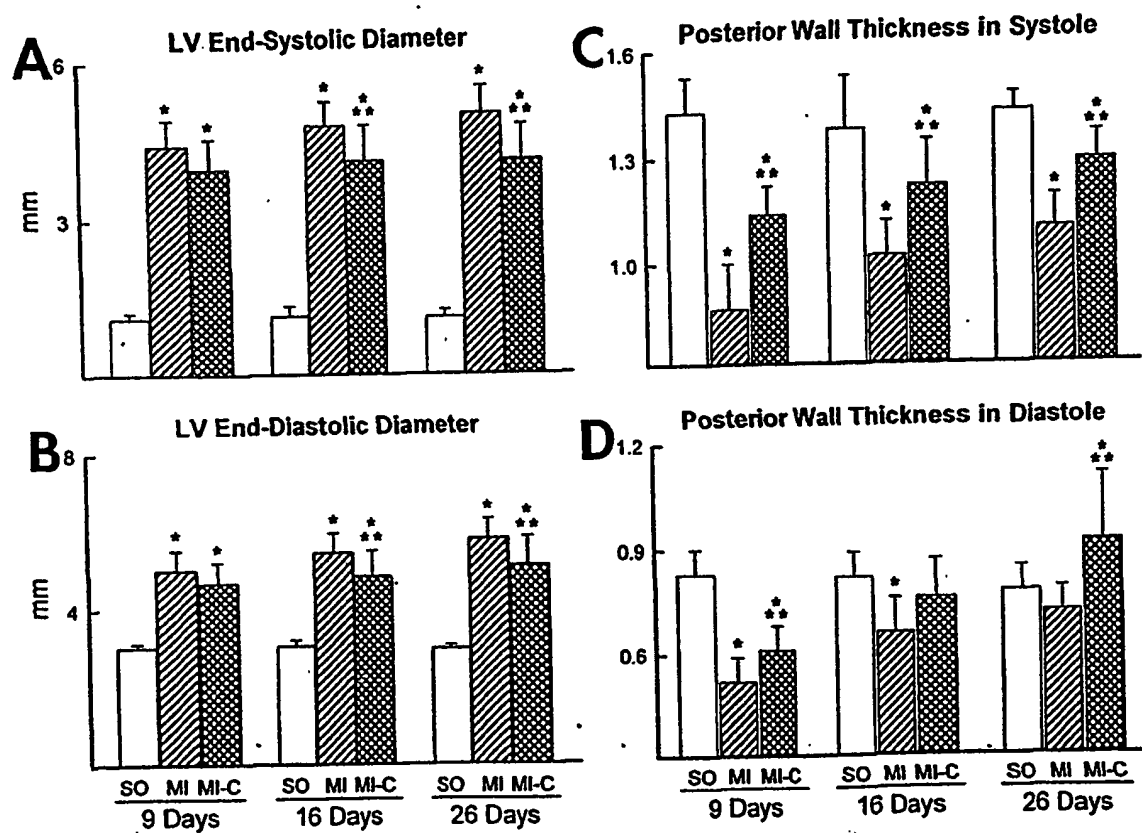 A
LV End-Systolic Diameter
6
3
mm
* * * * ** * * **
C
Posterior Wall Thickness in Systole
1.6
1.3
1.0
* * ** * * ** * * **
B
LV End-Diastolic Diameter
8
4
mm
* * * * ** * * **
SO MI MI-C SO MI MI-C SO MI MI-C
9 Days 16 Days 26 Days
D
Posterior Wall Thickness in Diastole
1.2
0.9
0.6
* * ** * * **
SO MI MI-C SO MI MI-C SO MI MI-C
9 Days 16 Days 26 Days